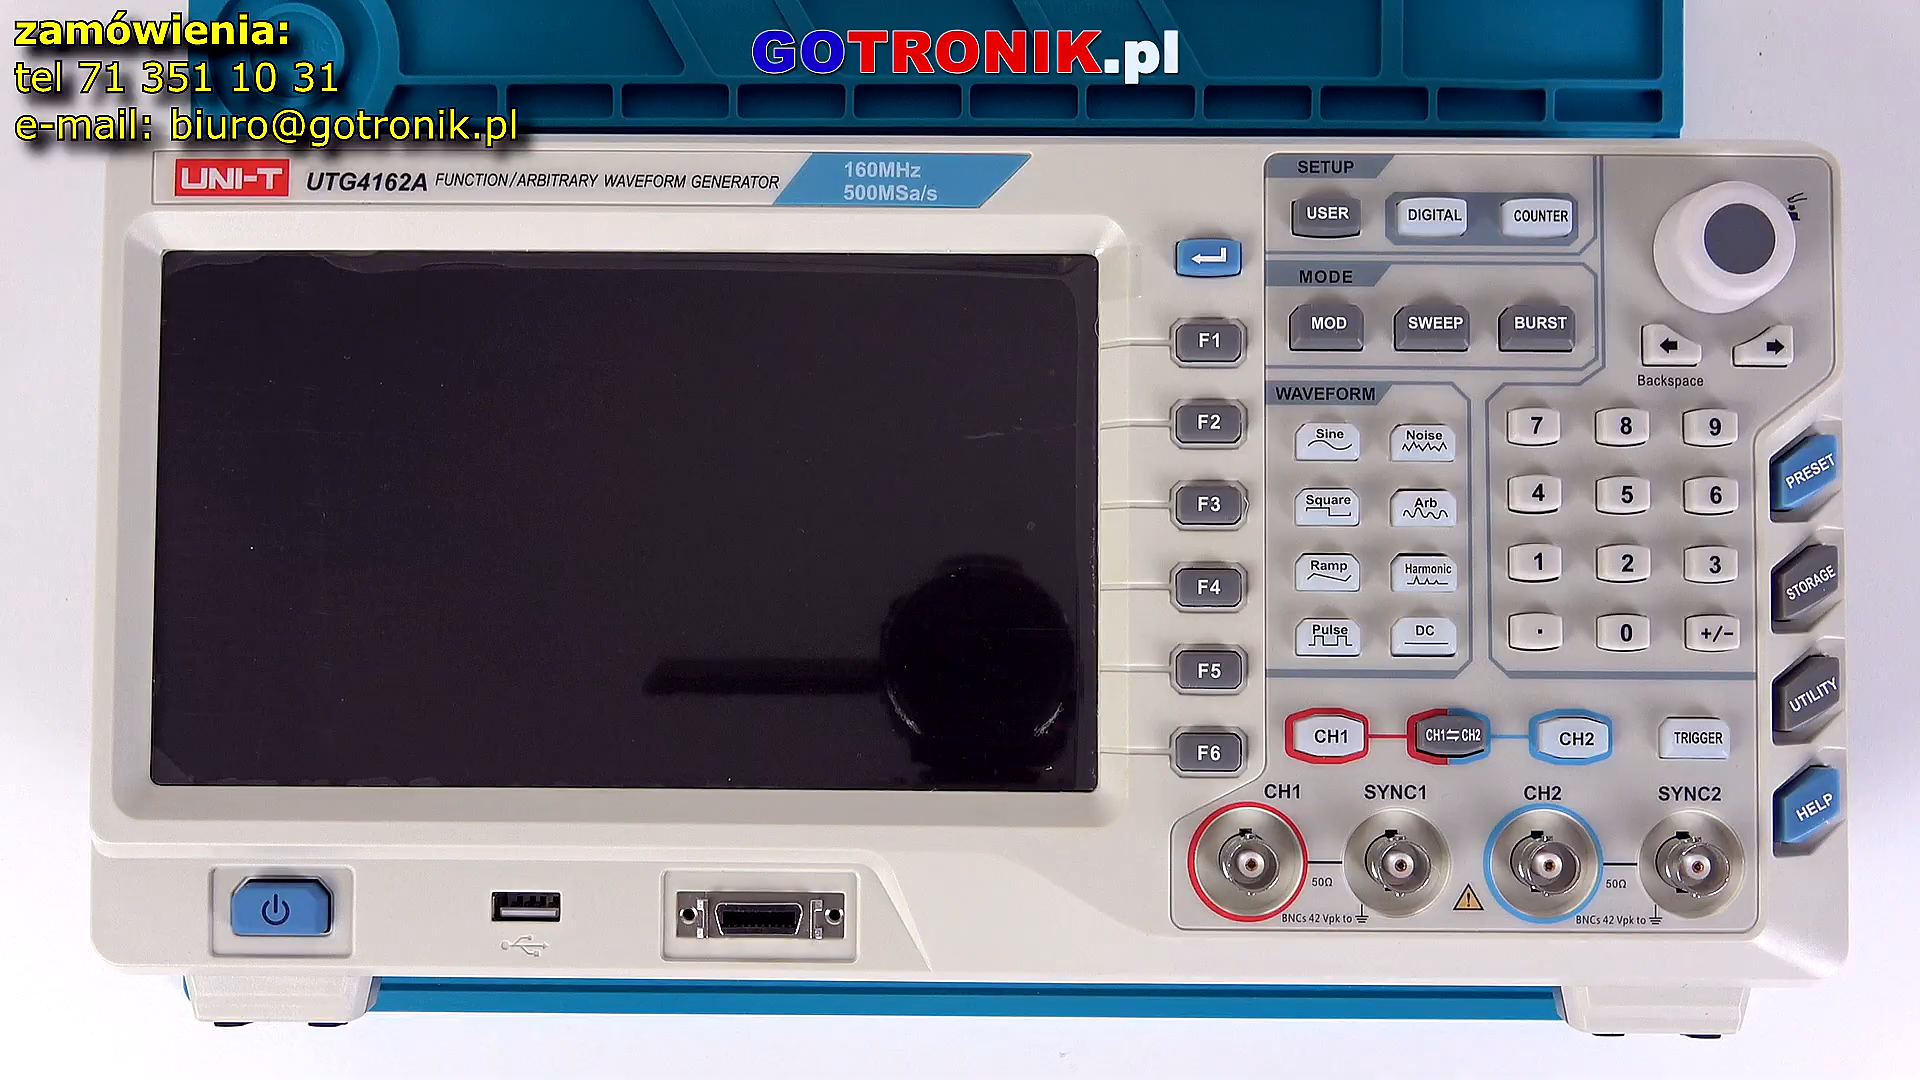 zamówienia:
tel 71 351 10 31
e-mail: biuro@gotronik.pl
GOTRONIK.pl
UNI-T UTG4162A FUNCTION/ARBITRARY WAVEFORM GENERATOR
160MHz
500MSa/s
SETUP
USER DIGITAL COUNTER
MODE
MOD SWEEP BURST
Backspace
WAVEFORM
Sine Noise
Square Arb
Ramp Harmonic
Pulse DC
7 8 9
4 5 6
1 2 3
. 0 +/-
F1
F2
F3
F4
F5
F6
PRESET
STORAGE
UTILITY
HELP
CH1 CH1⇆CH2 CH2 TRIGGER
CH1 SYNC1 CH2 SYNC2
50Ω 50Ω
BNCs 42 Vpk to BNCs 42 Vpk to